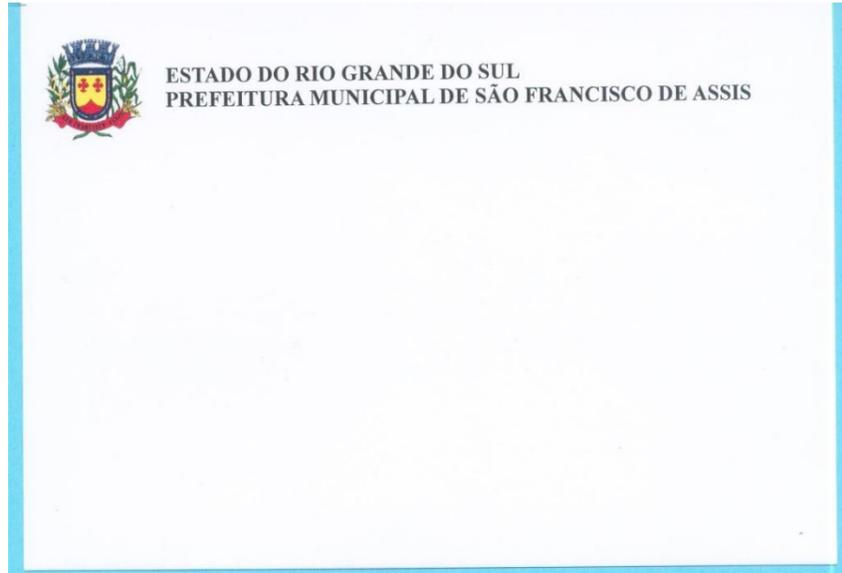 ESTADO DO RIO GRANDE DO SUL
PREFEITURA MUNICIPAL DE SÃO FRANCISCO DE ASSIS